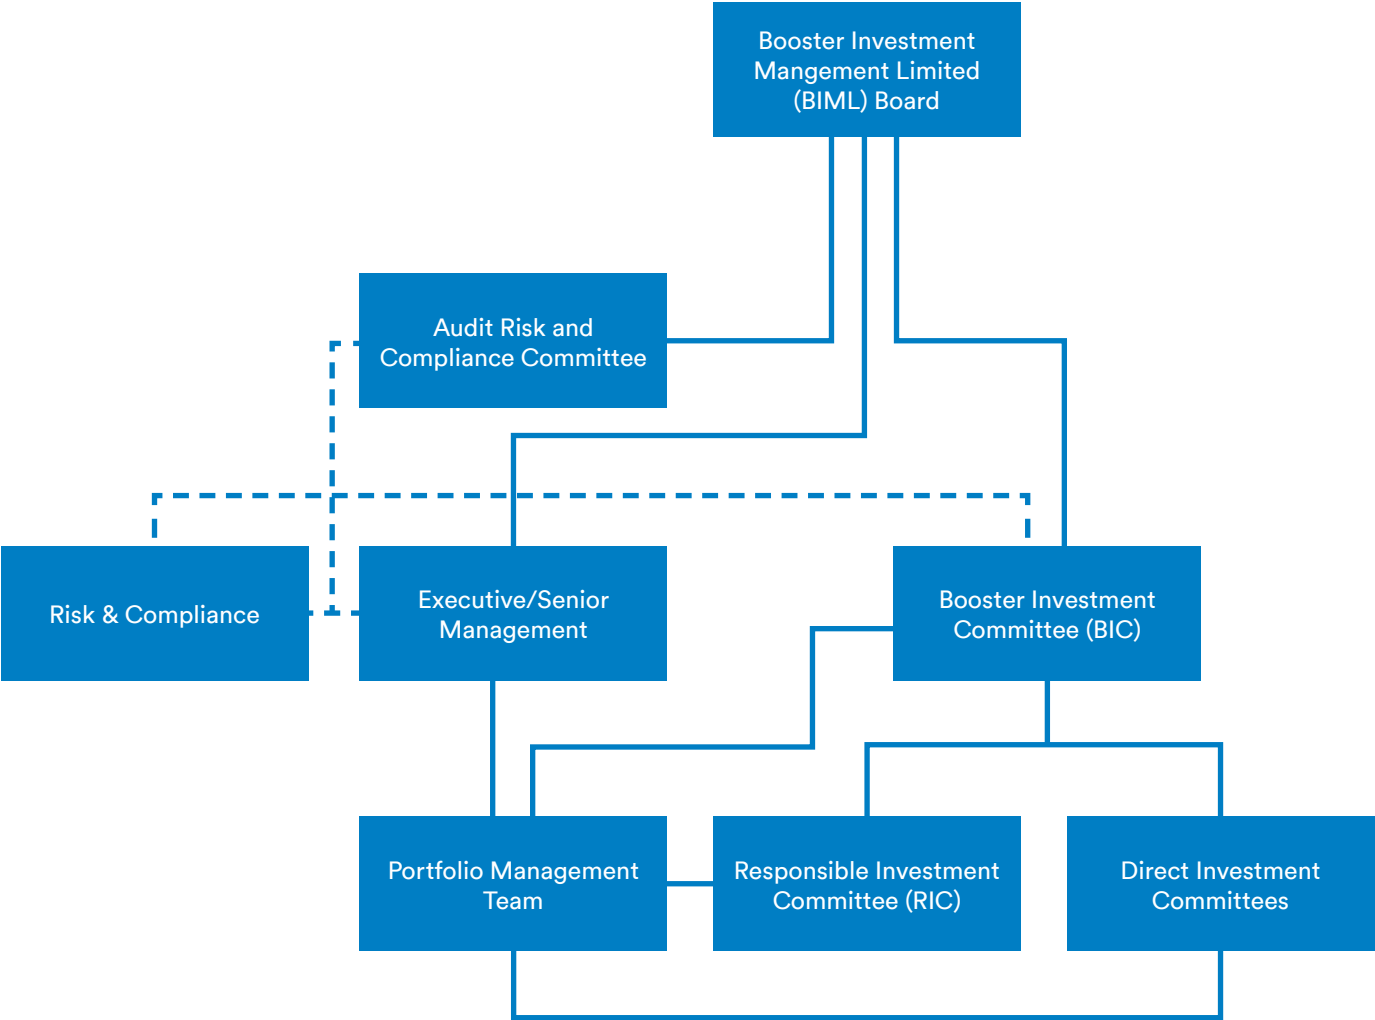 Booster Investment
Mangement Limited
(BIML) Board
Audit Risk and
Compliance Committee
Risk & Compliance
Executive/Senior
Management
Booster Investment
Committee (BIC)
Portfolio Management
Team
Responsible Investment
Committee (RIC)
Direct Investment
Committees